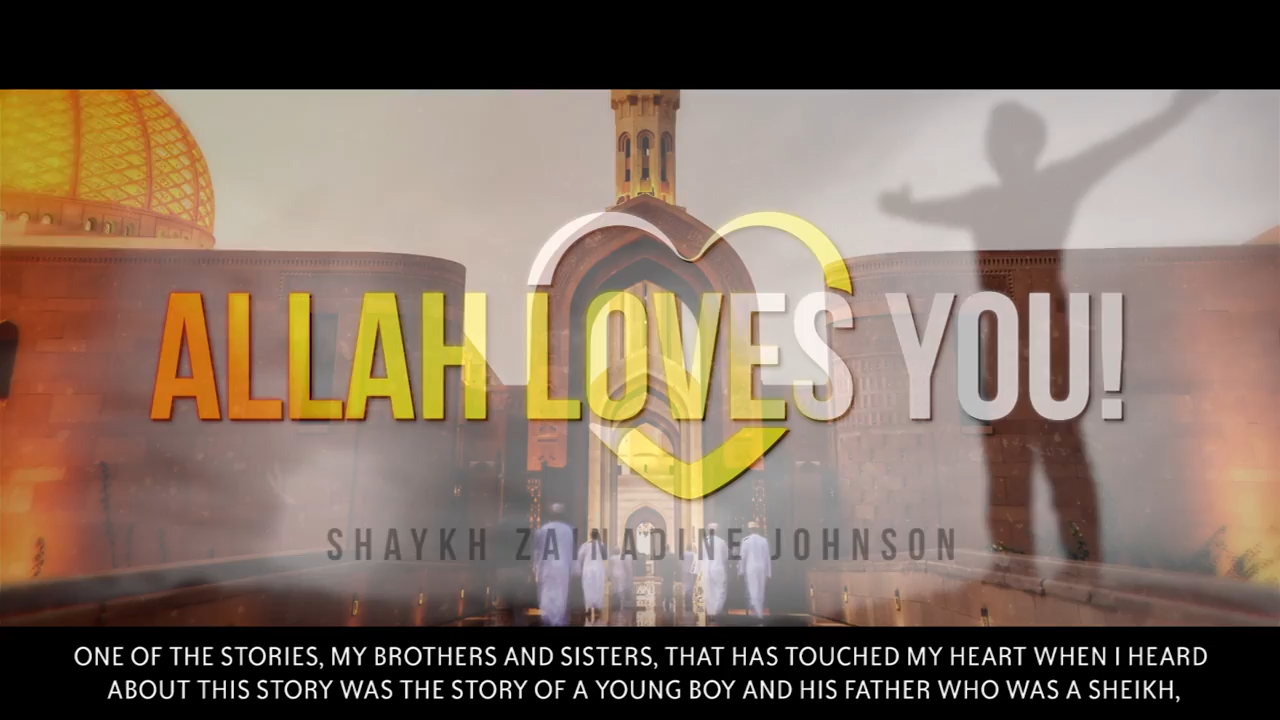 ALLAH LOVES YOU!
SHAYKH ZAINADINE JOHNSON
ONE OF THE STORIES, MY BROTHERS AND SISTERS, THAT HAS TOUCHED MY HEART WHEN I HEARD
ABOUT THIS STORY WAS THE STORY OF A YOUNG BOY AND HIS FATHER WHO WAS A SHEIKH,